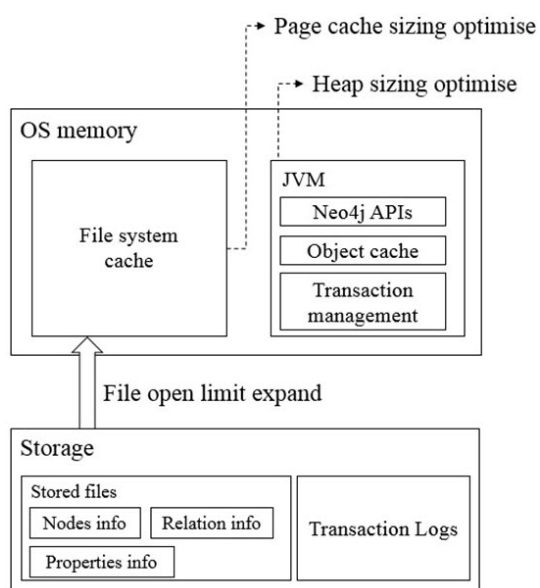 Page cache sizing optimise
Heap sizing optimise
OS memory
File system
cache
JVM
Neo4j APIs
Object cache
Transaction
management
File open limit expand
Storage
Stored files
Nodes info
Relation info
Properties info
Transaction Logs